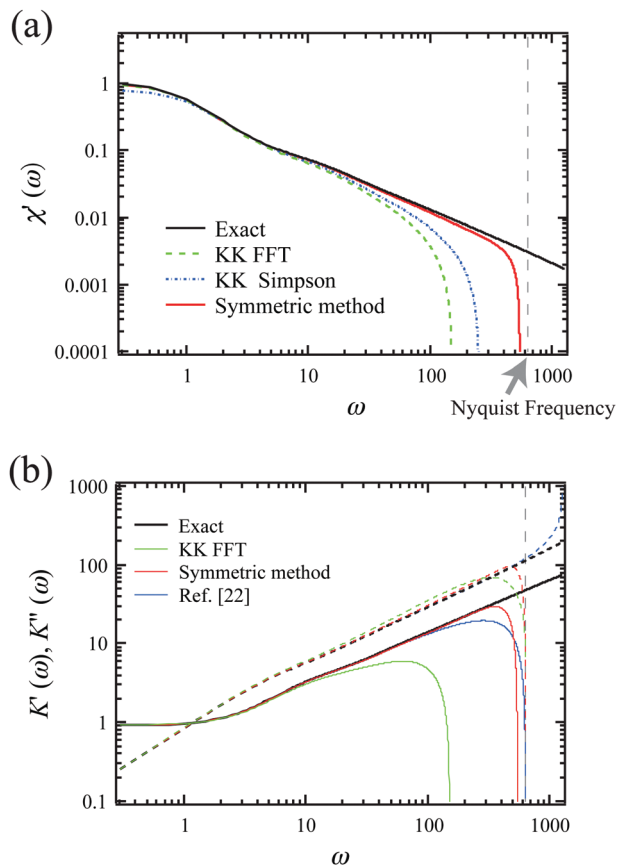 (a)
1
0.1
0.01
0.001
0.0001
χ' (ω)
Exact
KK FFT
KK Simpson
Symmetric method
1
10
100
1000
ω
Nyquist Frequency
(b)
1000
100
10
1
0.1
K' (ω), K'' (ω)
Exact
KK FFT
Symmetric method
Ref. [22]
1
10
100
1000
ω